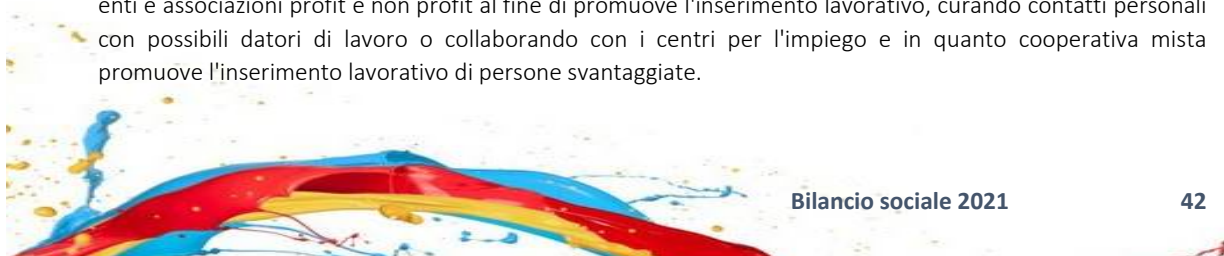 enti e associazioni profit e non profit al fine di promuove l'inserimento lavorativo, curando contatti personali
con possibili datori di lavoro o collaborando con i centri per l'impiego e in quanto cooperativa mista
promuove l'inserimento lavorativo di persone svantaggiate.
Bilancio sociale 2021 42